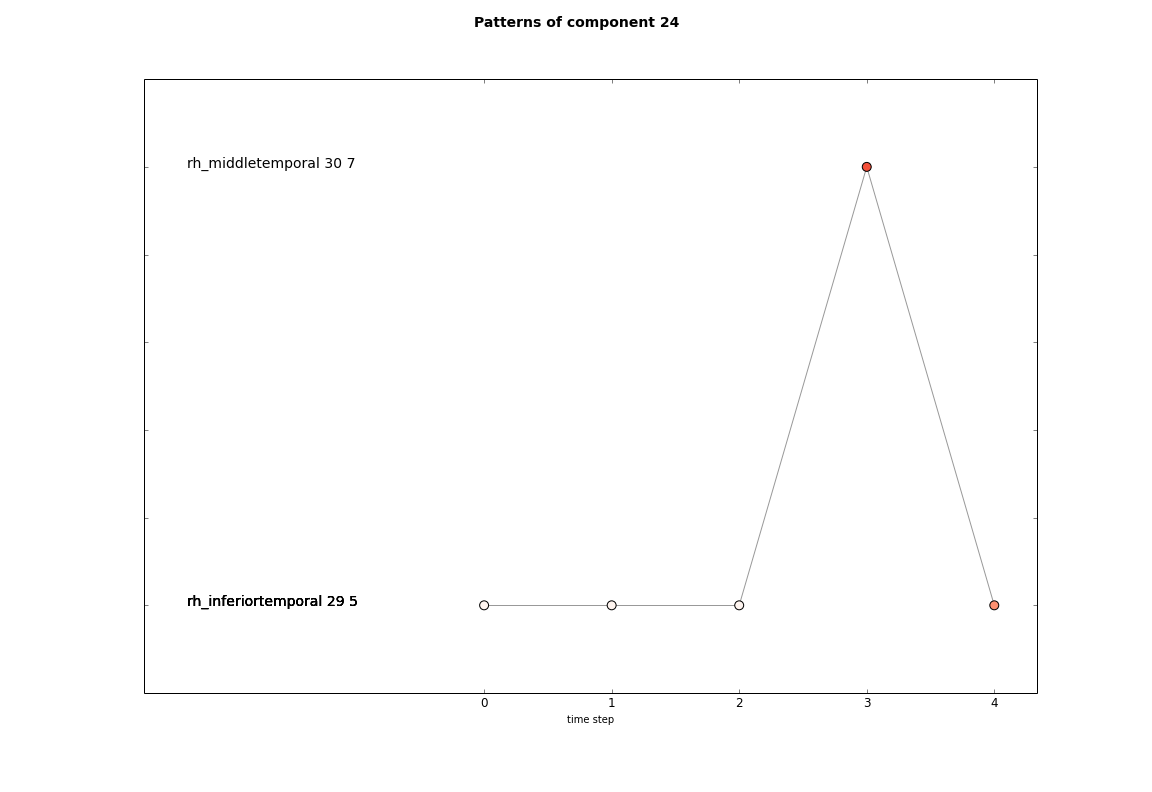 Patterns of component 24
rh_middletemporal 30 7
rh_inferiortemporal 29 5
0 1 2 3 4
time step